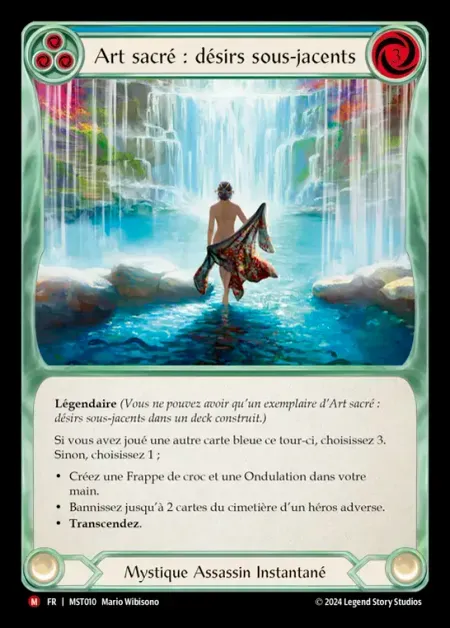 Art sacré : désirs sous-jacents
3
Légendaire (Vous ne pouvez avoir qu'un exemplaire d'Art sacré :
désirs sous-jacents dans un deck construit.)
Si vous avez joué une autre carte bleue ce tour-ci, choisissez 3.
Sinon, choisissez 1 ;
• Créez une Frappe de croc et une Ondulation dans votre
main.
• Bannissez jusqu'à 2 cartes du cimetière d'un héros adverse.
• Transcendez.
Mystique Assassin Instantané
M FR | MST010 Mario Wibisono
© 2024 Legend Story Studios